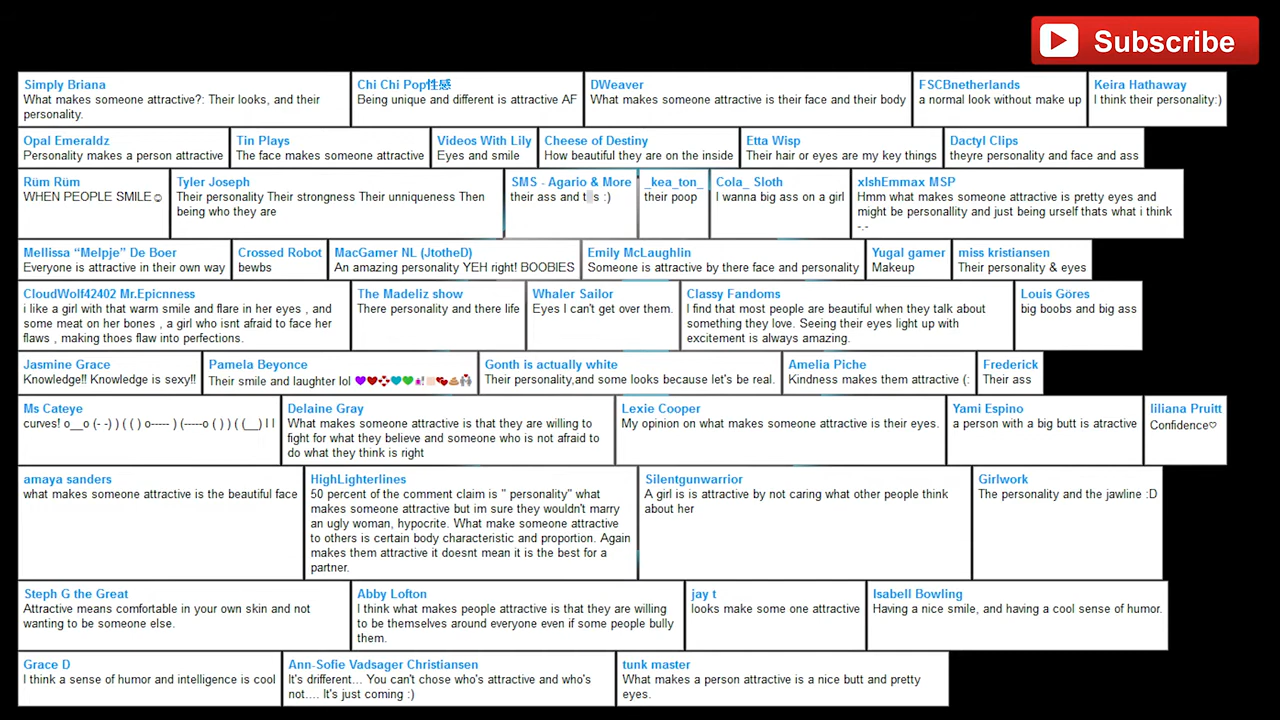 Subscribe
Simply Briana
What makes someone attractive?: Their looks, and their
personality.
Chi Chi Pop性感
Being unique and different is attractive AF
DWeaver
What makes someone attractive is their face and their body
FSCBnetherlands
a normal look without make up
Keira Hathaway
I think their personality:)
Opal Emeraldz
Personality makes a person attractive
Tin Plays
The face makes someone attractive
Videos With Lily
Eyes and smile
Cheese of Destiny
How beautiful they are on the inside
Etta Wisp
Their hair or eyes are my key things
Dactyl Clips
theyre personality and face and ass
Rüm Rüm
WHEN PEOPLE SMILE☺
Tyler Joseph
Their personality Their strongness Their unniqueness Then
being who they are
SMS - Agario & More
their ass and t s :)
_kea_ton_
their poop
Cola_ Sloth
I wanna big ass on a girl
xIshEmmax MSP
Hmm what makes someone attractive is pretty eyes and
might be personallity and just being urself thats what i think
-.-
Mellissa “Melpje” De Boer
Everyone is attractive in their own way
Crossed Robot
bewbs
MacGamer NL (JtotheD)
An amazing personality YEH right! BOOBIES
Emily McLaughlin
Someone is attractive by there face and personality
Yugal gamer
Makeup
miss kristiansen
Their personality & eyes
CloudWolf42402 Mr.Epicnness
i like a girl with that warm smile and flare in her eyes , and
some meat on her bones , a girl who isnt afraid to face her
flaws , making thoes flaw into perfections.
The Madeliz show
There personality and there life
Whaler Sailor
Eyes I can't get over them.
Classy Fandoms
I find that most people are beautiful when they talk about
something they love. Seeing their eyes light up with
excitement is always amazing.
Louis Göres
big boobs and big ass
Jasmine Grace
Knowledge!! Knowledge is sexy!!
Pamela Beyonce
Their smile and laughter lol
Gonth is actually white
Their personality,and some looks because let's be real.
Amelia Piche
Kindness makes them attractive (:
Frederick
Their ass
Ms Cateye
curves! o__o (- -) ) ( ( ) o----- ) (-----o ( ) ) ( (__) | |
Delaine Gray
What makes someone attractive is that they are willing to
fight for what they believe and someone who is not afraid to
do what they think is right
Lexie Cooper
My opinion on what makes someone attractive is their eyes.
Yami Espino
a person with a big butt is atractive
liliana Pruitt
Confidence♡
amaya sanders
what makes someone attractive is the beautiful face
HighLighterlines
50 percent of the comment claim is " personality" what
makes someone attractive but im sure they wouldn't marry
an ugly woman, hypocrite. What make someone attractive
to others is certain body characteristic and proportion. Again
makes them attractive it doesnt mean it is the best for a
partner.
Silentgunwarrior
A girl is is attractive by not caring what other people think
about her
Girlwork
The personality and the jawline :D
Steph G the Great
Attractive means comfortable in your own skin and not
wanting to be someone else.
Abby Lofton
I think what makes people attractive is that they are willing
to be themselves around everyone even if some people bully
them.
jay t
looks make some one attractive
Isabell Bowling
Having a nice smile, and having a cool sense of humor.
Grace D
I think a sense of humor and intelligence is cool
Ann-Sofie Vadsager Christiansen
It's drifferent... You can't chose who's attractive and who's
not.... It's just coming :)
tunk master
What makes a person attractive is a nice butt and pretty
eyes.